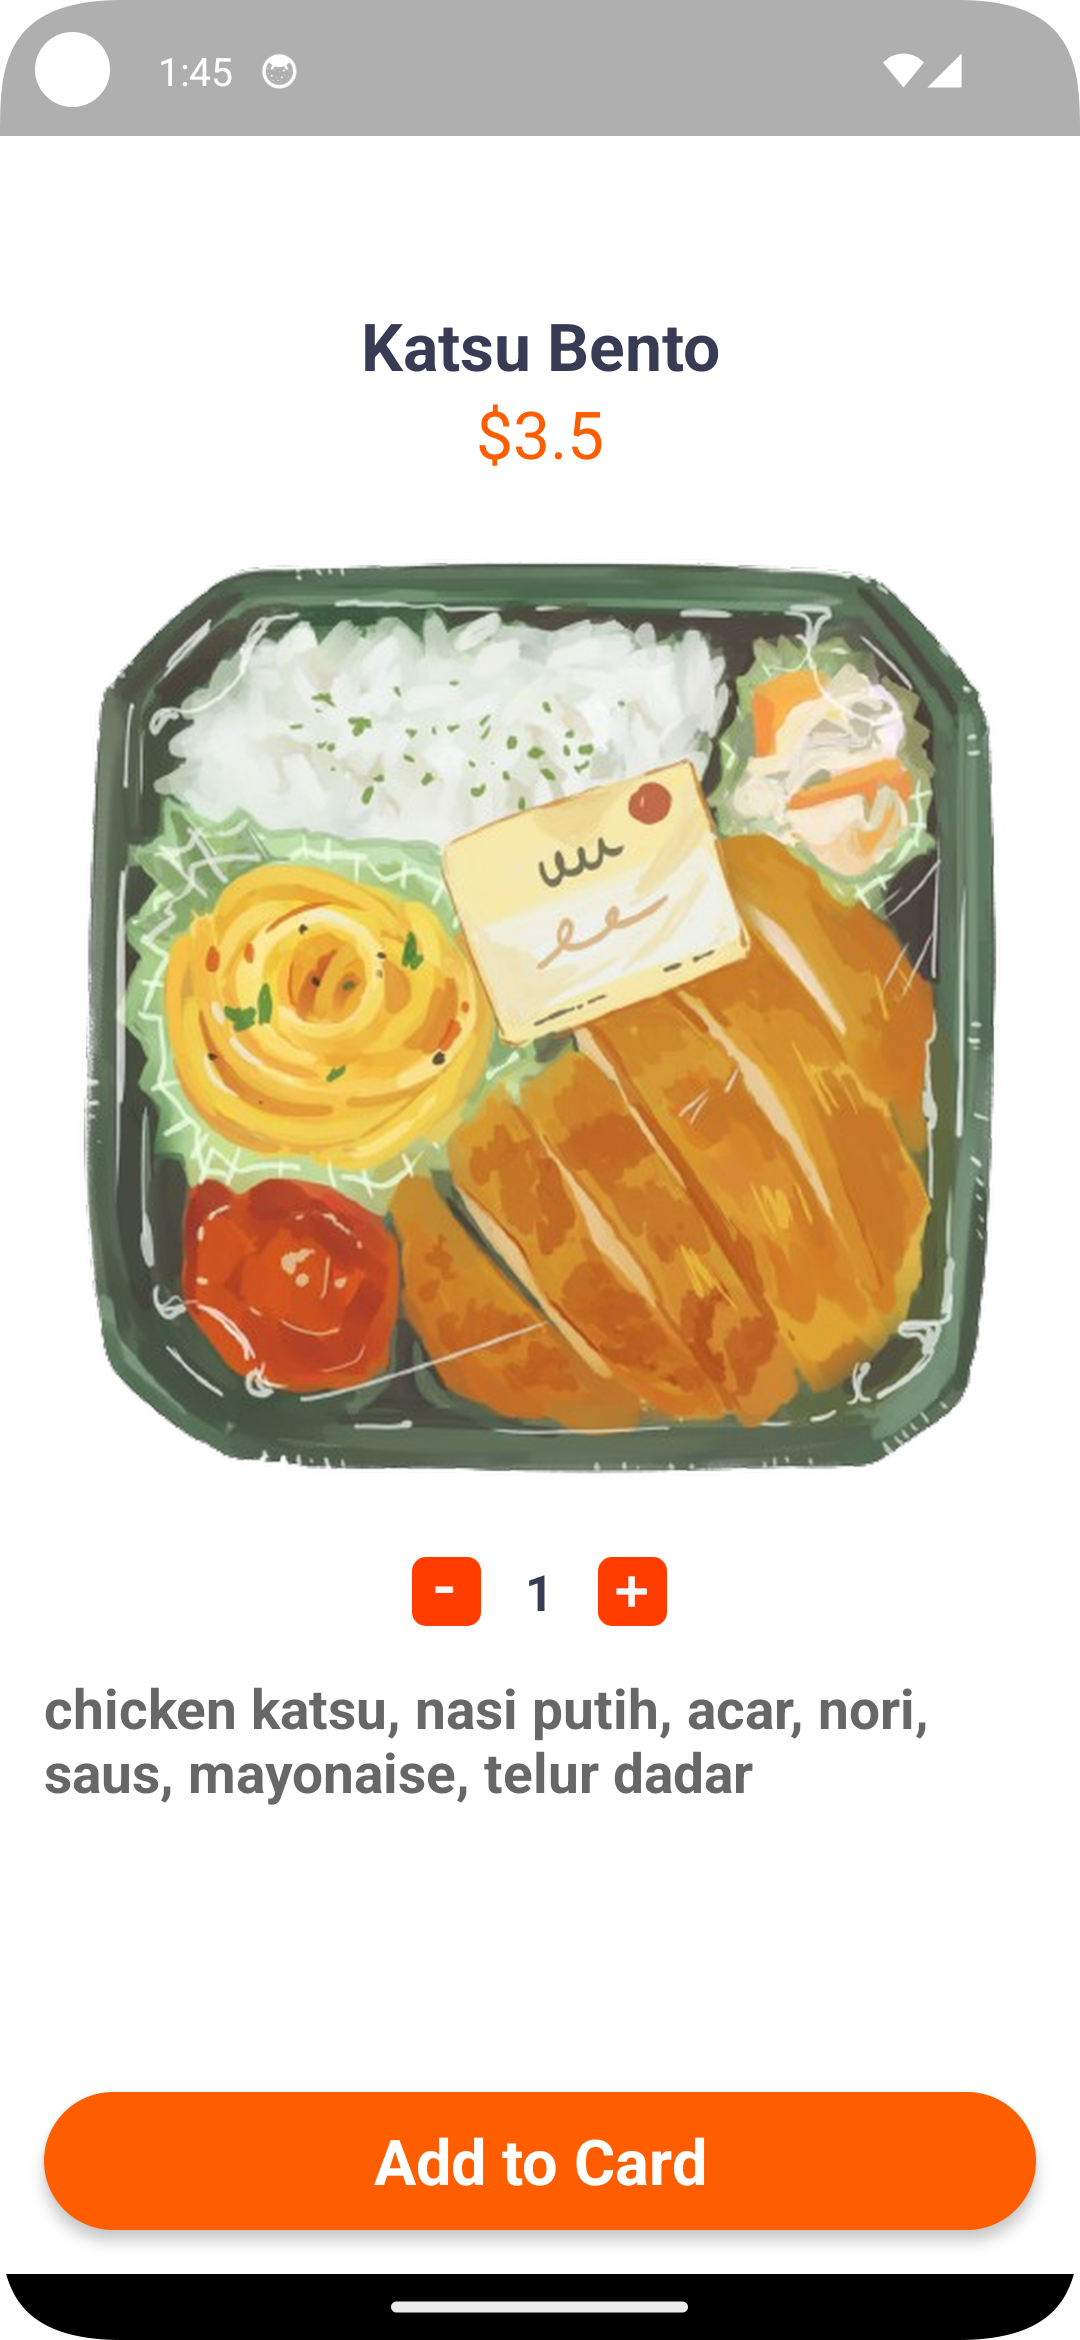 1:45
Katsu Bento
$3.5
- 1 +
chicken katsu, nasi putih, acar, nori,
saus, mayonaise, telur dadar
Add to Card